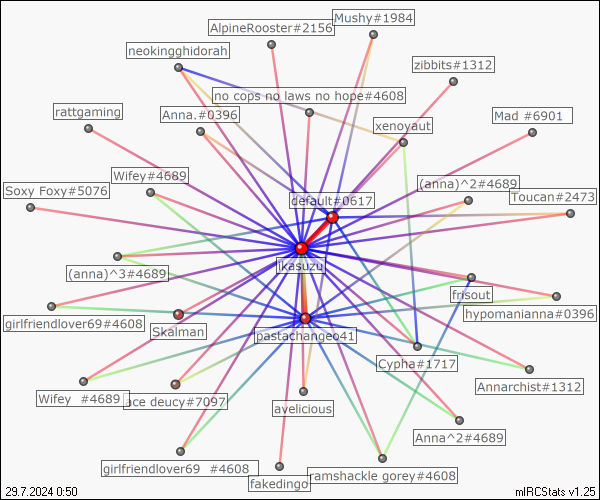 Mushy#1984
AlpineRooster#2156
neokingghidorah
zibbits#1312
no cops no laws no hope#4608
rattgaming
Anna.#0396
xenoyaut
Mad #6901
Wifey#4689
(anna)^2#4689
Soxy Foxy#5076
default#0617
Toucan#2473
(anna)^3#4689
ikasuzu
frisout
girlfriendlover69#4608
Skalman
hypomanianna#0396
pastachangeo41
Cypha#1717
Annarchist#1312
Wifey #4689
ace deucy#7097
avelicious
Anna^2#4689
girlfriendlover69 #4608
fakedingo
ramshackle gorey#4608
29.7.2024 0:50
mIRCStats v1.25